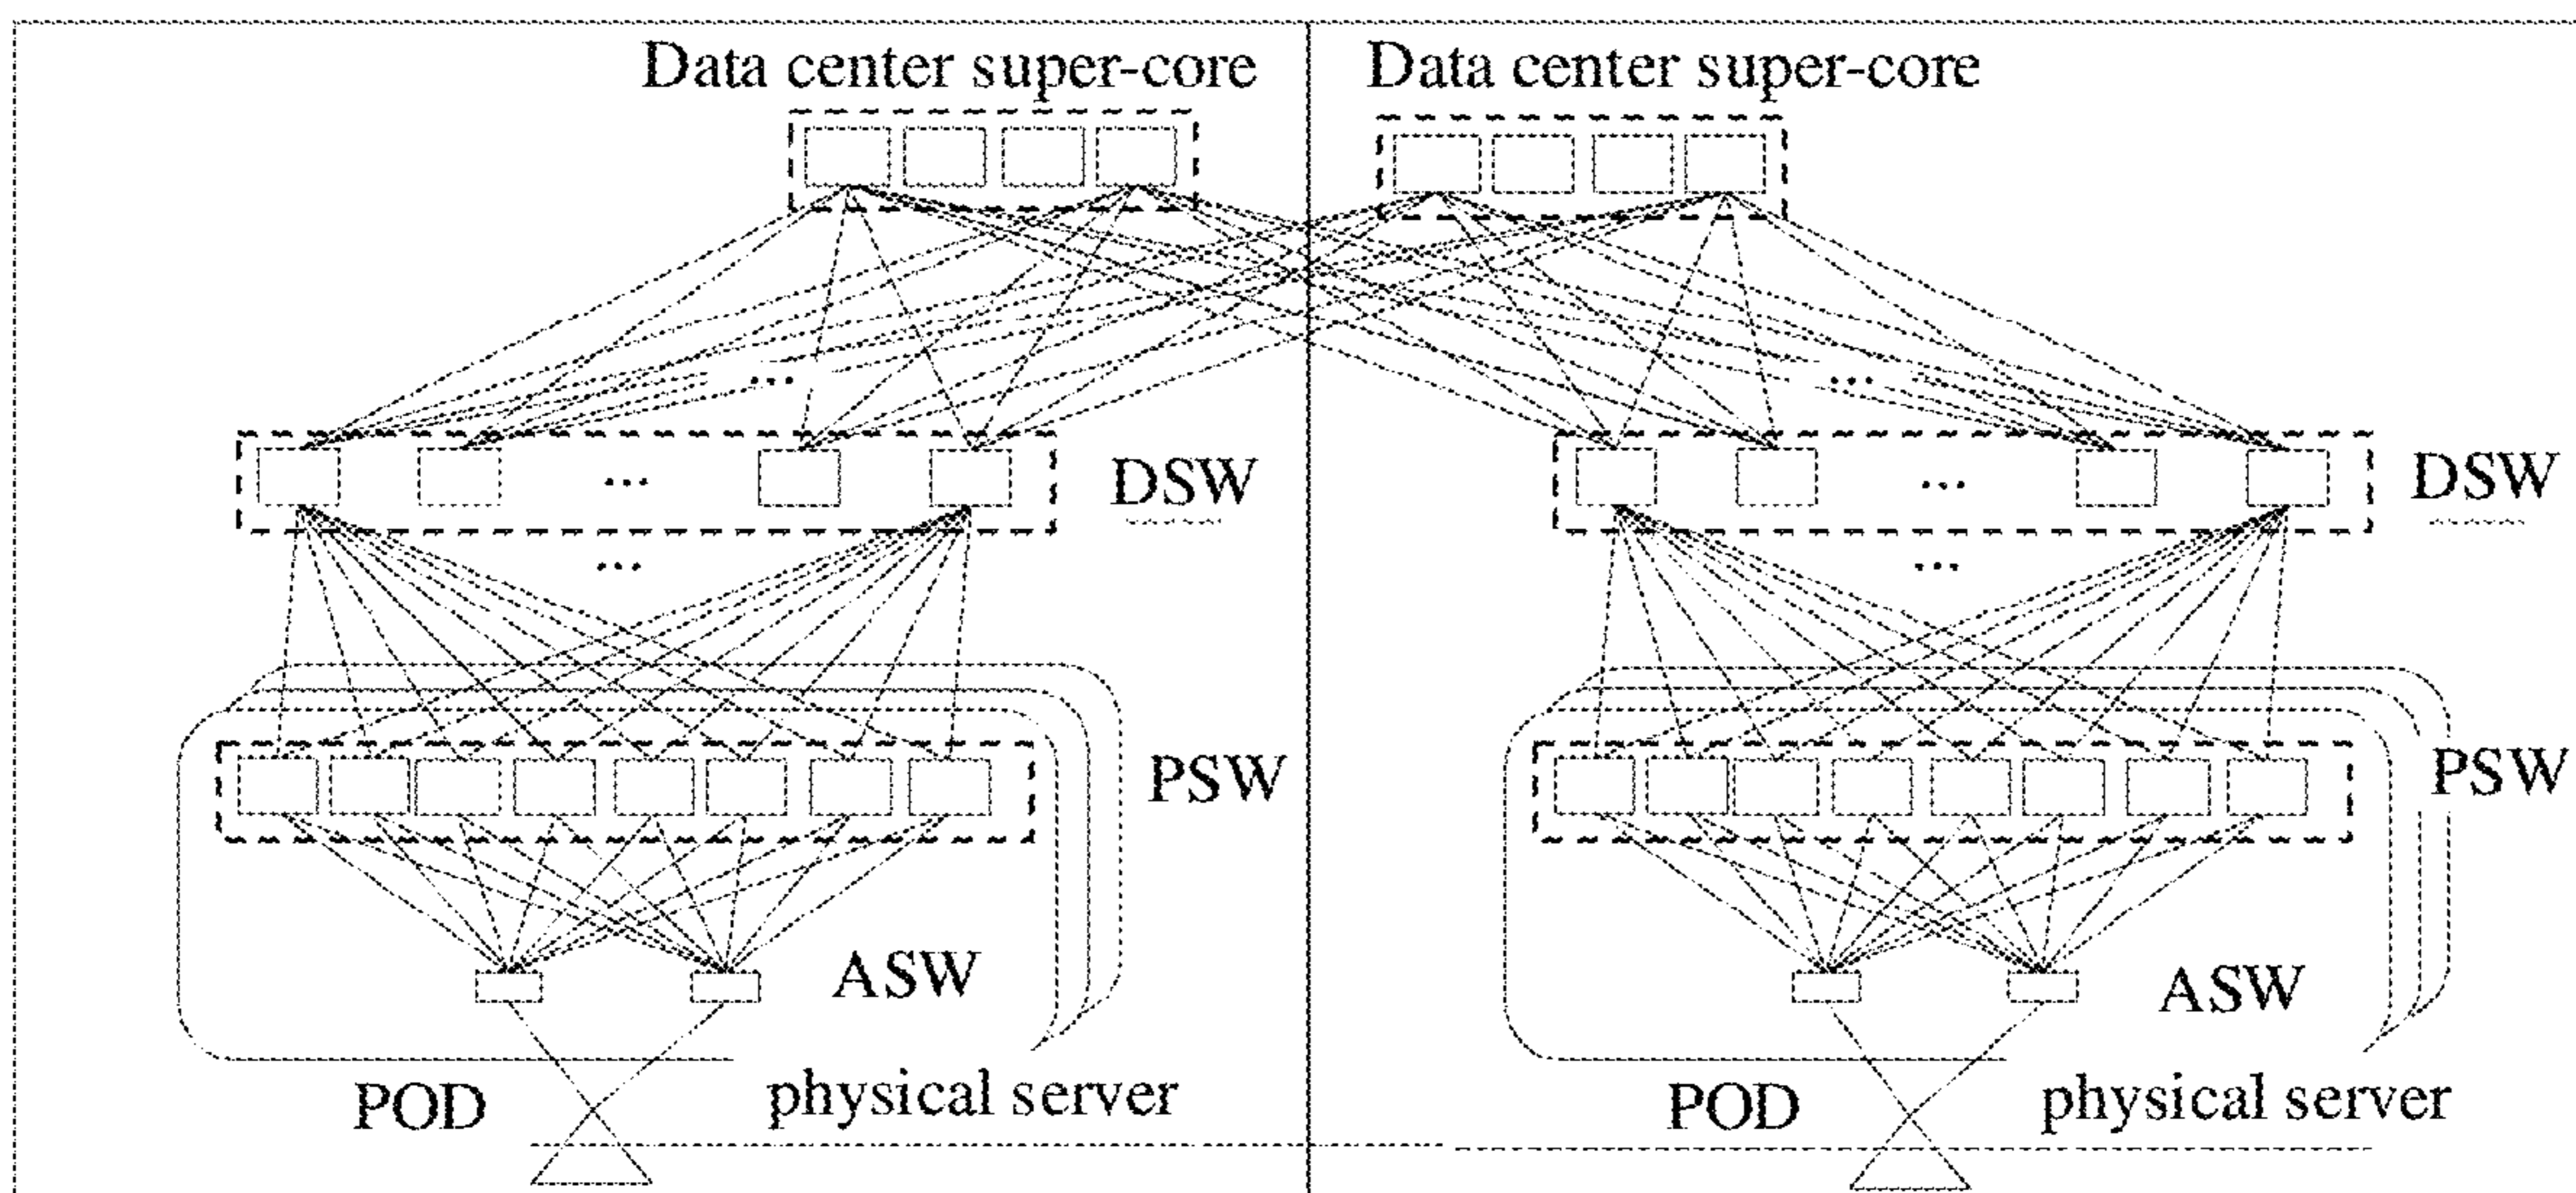 Data center super-core
Data center super-core
...
...
...
DSW
...
DSW
...
...
PSW
PSW
ASW
ASW
POD
physical server
POD
physical server